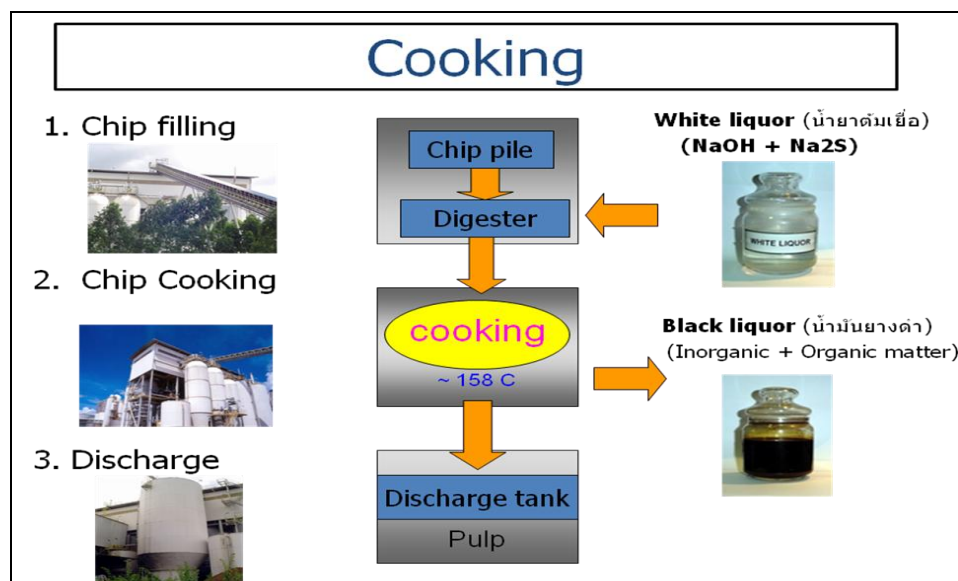 Cooking
1. Chip filling
2. Chip Cooking
3. Discharge
Chip pile
Digester
cooking
~ 158 C
Discharge tank
Pulp
White liquor (น้ำยาต้มเยื่อ)
(NaOH + Na2S)
WHITE LIQUOR
Black liquor (น้ำมันยางดำ)
(Inorganic + Organic matter)